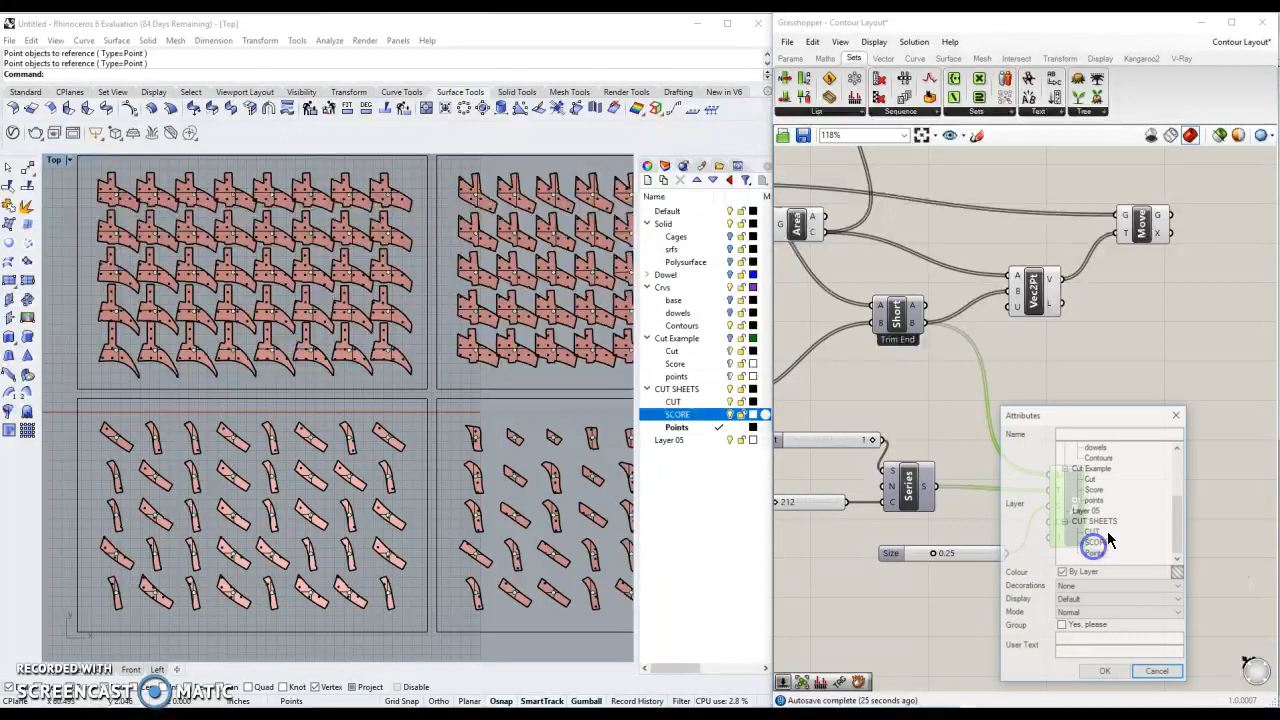 Untitled - Rhinoceros 6 Evaluation (84 Days Remaining) - [Top]
File Edit View Curve Surface Solid Mesh Dimension Transform Tools Analyze Render Panels Help
Point objects to reference ( Type=Point )
Point objects to reference ( Type=Point )
Command:
Standard CPlanes Set View Display Select Viewport Layout Visibility Transform Curve Tools Surface Tools Solid Tools Mesh Tools Render Tools Drafting New in V6
Top
Name M
Default
Solid
Cages
srfs
Polysurface
Dowel
Crvs
base
dowels
Contours
Cut Example
Cut
Score
points
CUT SHEETS
CUT
SCORE
Points
Layer 05
Front Left
RECORDED WITH
SCREENCAST MATIC
Quad Knot Vertex Project Disable
CPlane Inches Points Grid Snap Ortho Planar Osnap SmartTrack Gumball Record History Filter CPU use: 2.8 %
Grasshopper - Contour Layout*
File Edit View Display Solution Help Contour Layout*
Params Maths Sets Vector Curve Surface Mesh Intersect Transform Display Kangaroo2 V-Ray
List Sequence Sets Text Tree
118%
G Area A C
A B Short A B
Trim End
A B U Vec2Pt V L
G T Move G X
1
212
S N C Series S
Size 0.25
Attributes
Name
Layer
dowels
Contours
Cut Example
Cut
Score
points
Layer 05
CUT SHEETS
CUT
SCORE
Points
Colour By Layer
Decorations None
Display Default
Mode Normal
Group Yes, please
User Text
OK Cancel
Autosave complete (25 seconds ago) 1.0.0007